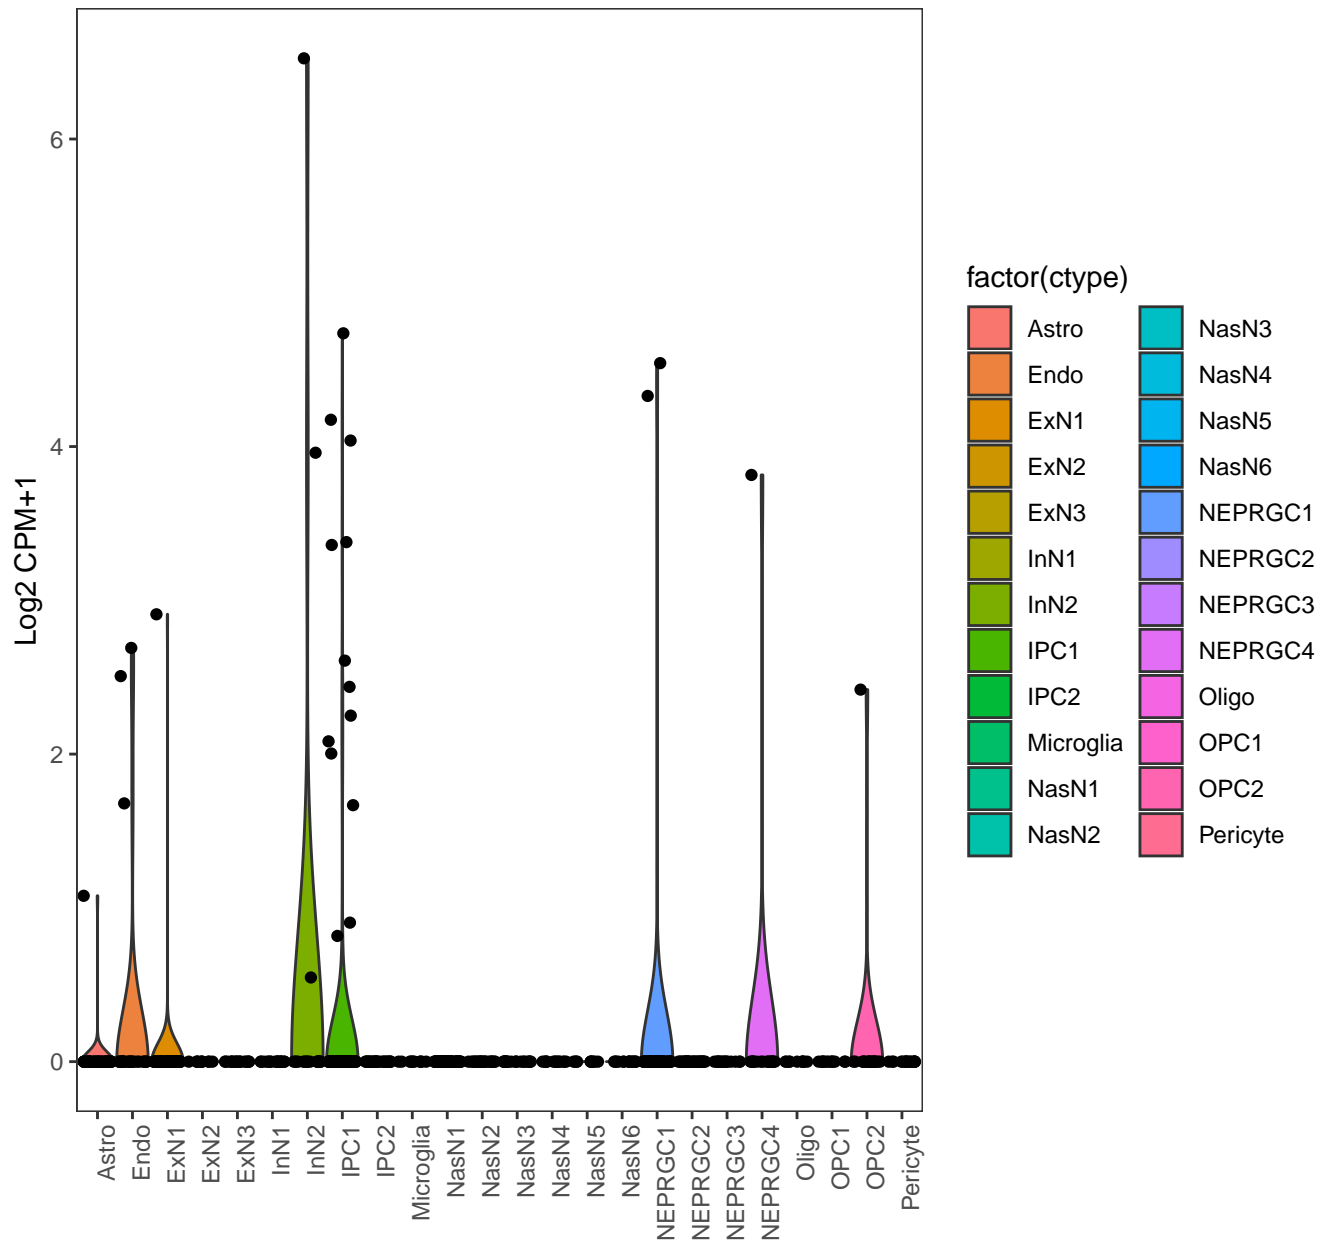 6
4
2
0
Log2 CPM+1
Astro
Endo
ExN1
ExN2
ExN3
InN1
InN2
IPC1
IPC2
Microglia
NasN1
NasN2
NasN3
NasN4
NasN5
NasN6
NEPRGC1
NEPRGC2
NEPRGC3
NEPRGC4
Oligo
OPC1
OPC2
Pericyte
factor(ctype)
Astro
Endo
ExN1
ExN2
ExN3
InN1
InN2
IPC1
IPC2
Microglia
NasN1
NasN2
NasN3
NasN4
NasN5
NasN6
NEPRGC1
NEPRGC2
NEPRGC3
NEPRGC4
Oligo
OPC1
OPC2
Pericyte